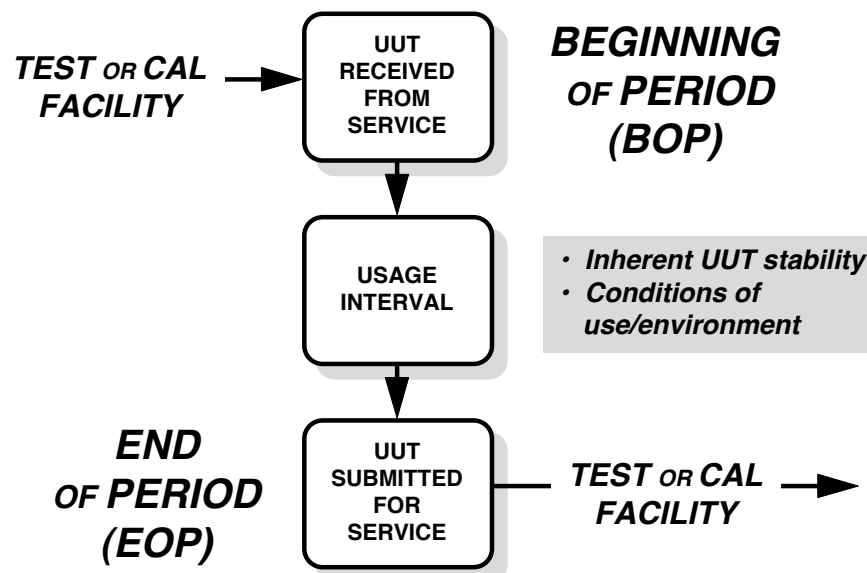 TEST OR CAL
FACILITY
UUT
RECEIVED
FROM
SERVICE
BEGINNING
OF PERIOD
(BOP)
USAGE
INTERVAL
• Inherent UUT stability
• Conditions of
use/environment
END
OF PERIOD
(EOP)
UUT
SUBMITTED
FOR
SERVICE
TEST OR CAL
FACILITY